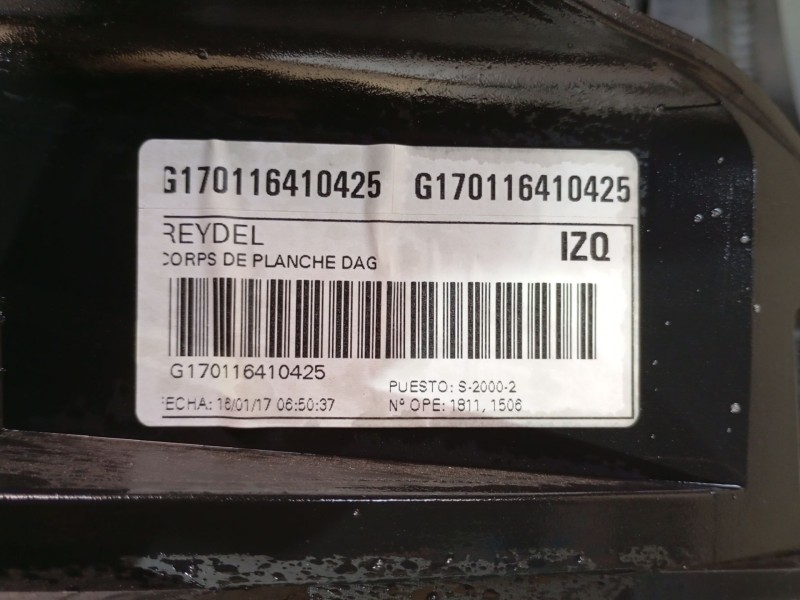 G170116410425 G170116410425
REYDEL IZQ
CORPS DE PLANCHE DAG
G170116410425
PUESTO: S-2000-2
FECHA: 16/01/17 06:50:37 Nº OPE: 1811, 1506